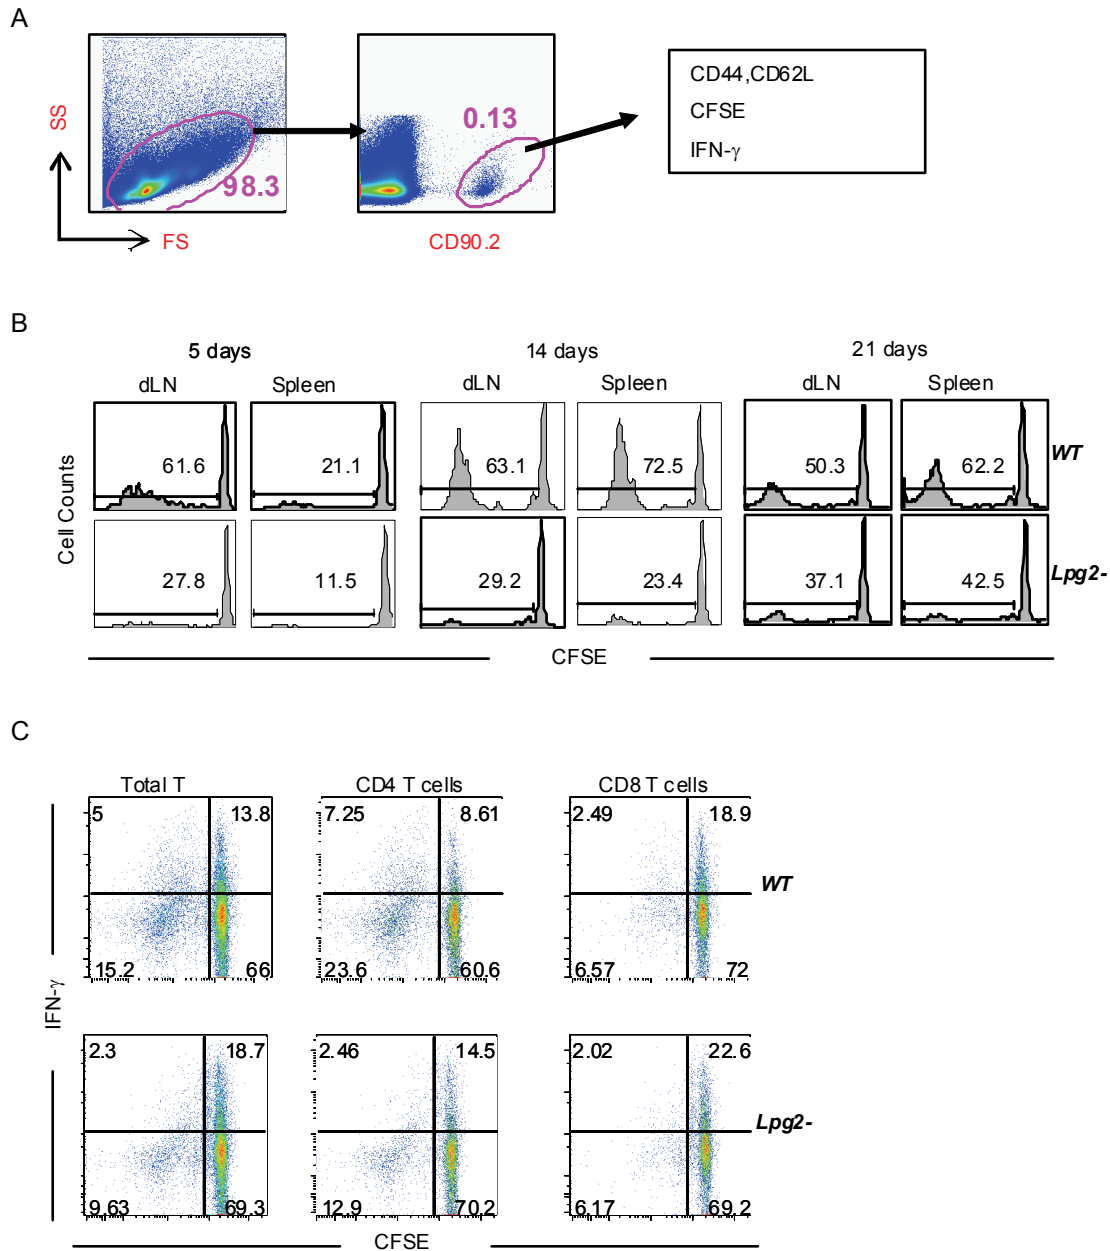 A
SS
98.3
FS
0.13
CD90.2
CD44,CD62L
CFSE
IFN-γ
B
5 days 14 days 21 days
dLN Spleen dLN Spleen dLN Spleen
61.6 21.1 63.1 72.5 50.3 62.2 WT
Cell Counts
27.8 11.5 29.2 23.4 37.1 42.5 Lpg2-
CFSE
C
Total T CD4 T cells CD8 T cells
5 13.8 7.25 8.61 2.49 18.9
WT
15.2 66 23.6 60.6 6.57 72
IFN-γ
2.3 18.7 2.46 14.5 2.02 22.6
Lpg2-
9.63 69.3 12.9 70.2 6.17 69.2
CFSE